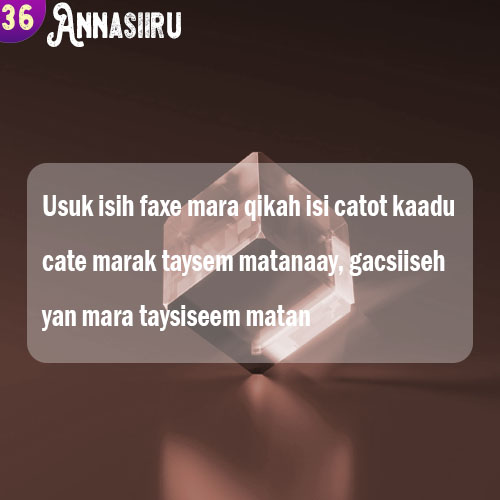 36 Annasiiru
Usuk isih faxe mara qikah isi catot kaadu
cate marak taysem matanaay, gacsiiseh
yan mara taysiseem matan